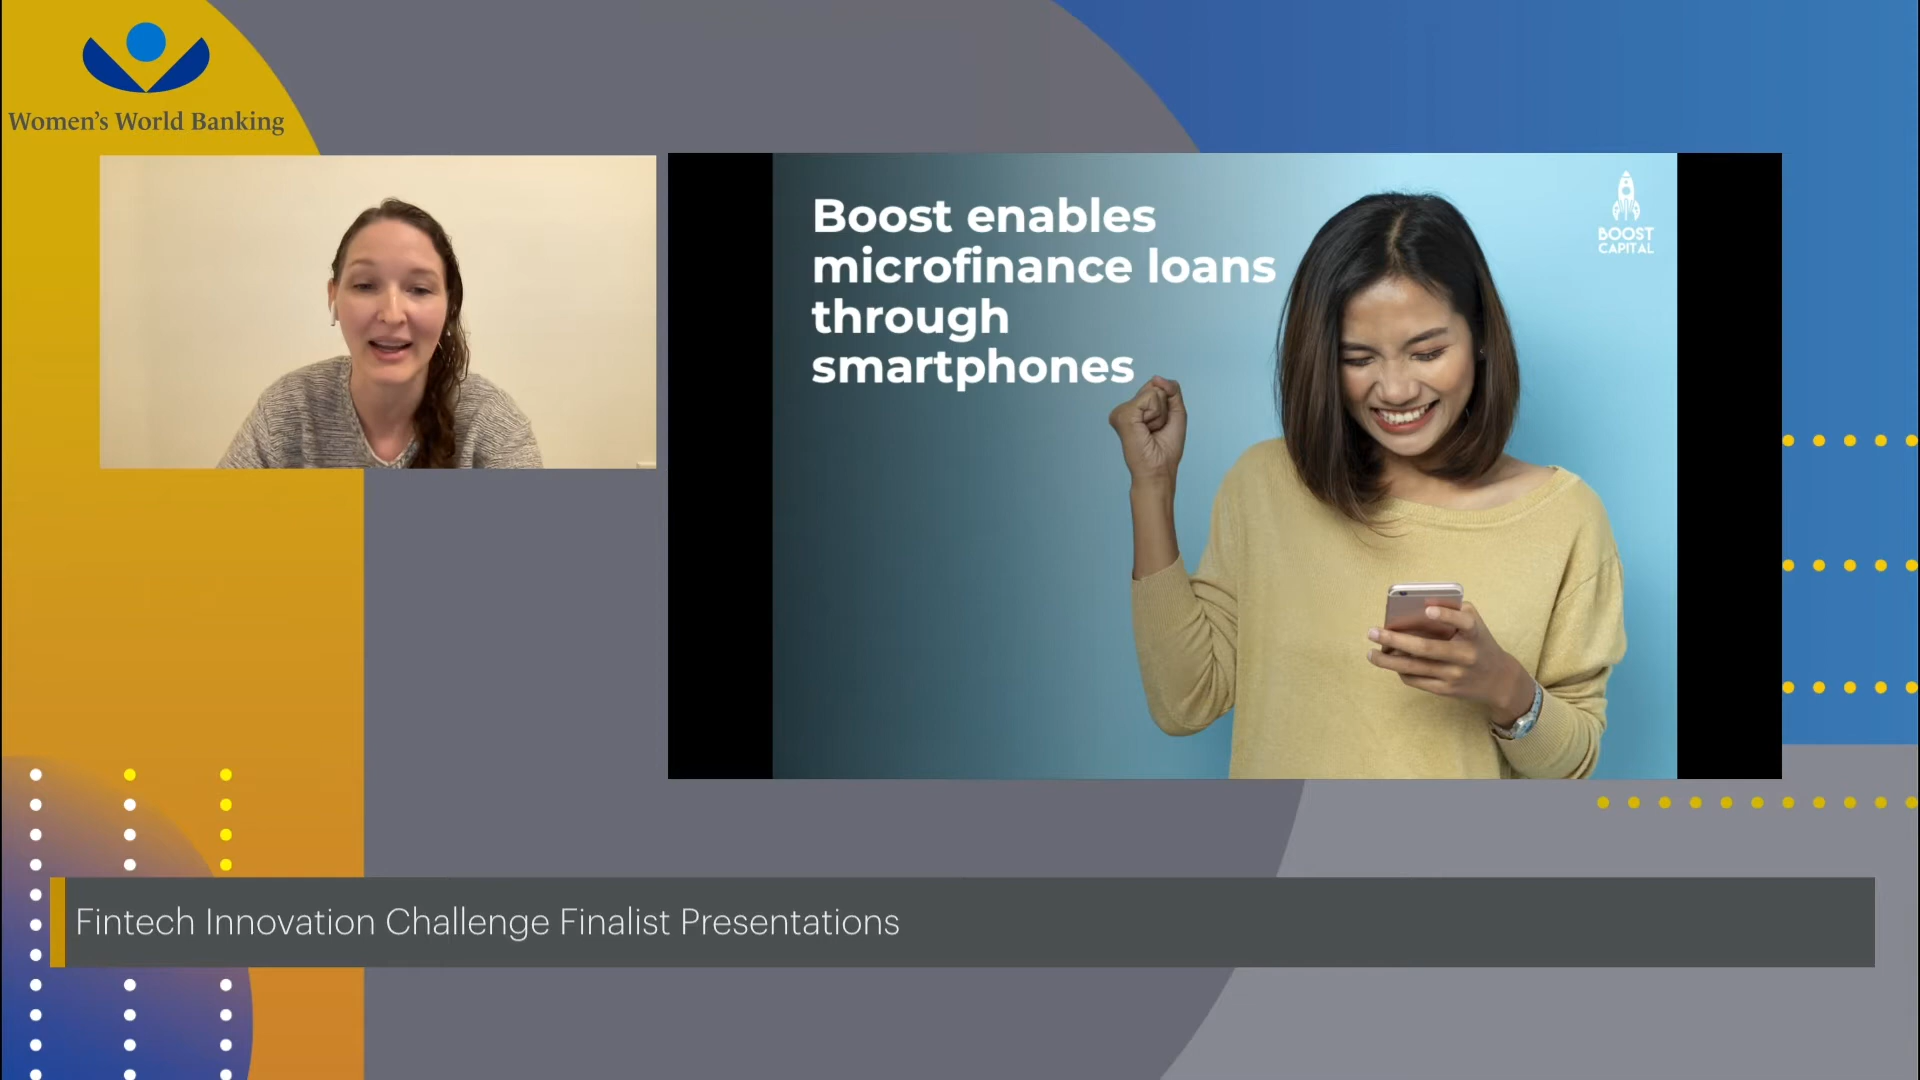 Women's World Banking
Boost enables
microfinance loans
through
smartphones
BOOST
CAPITAL
Fintech Innovation Challenge Finalist Presentations